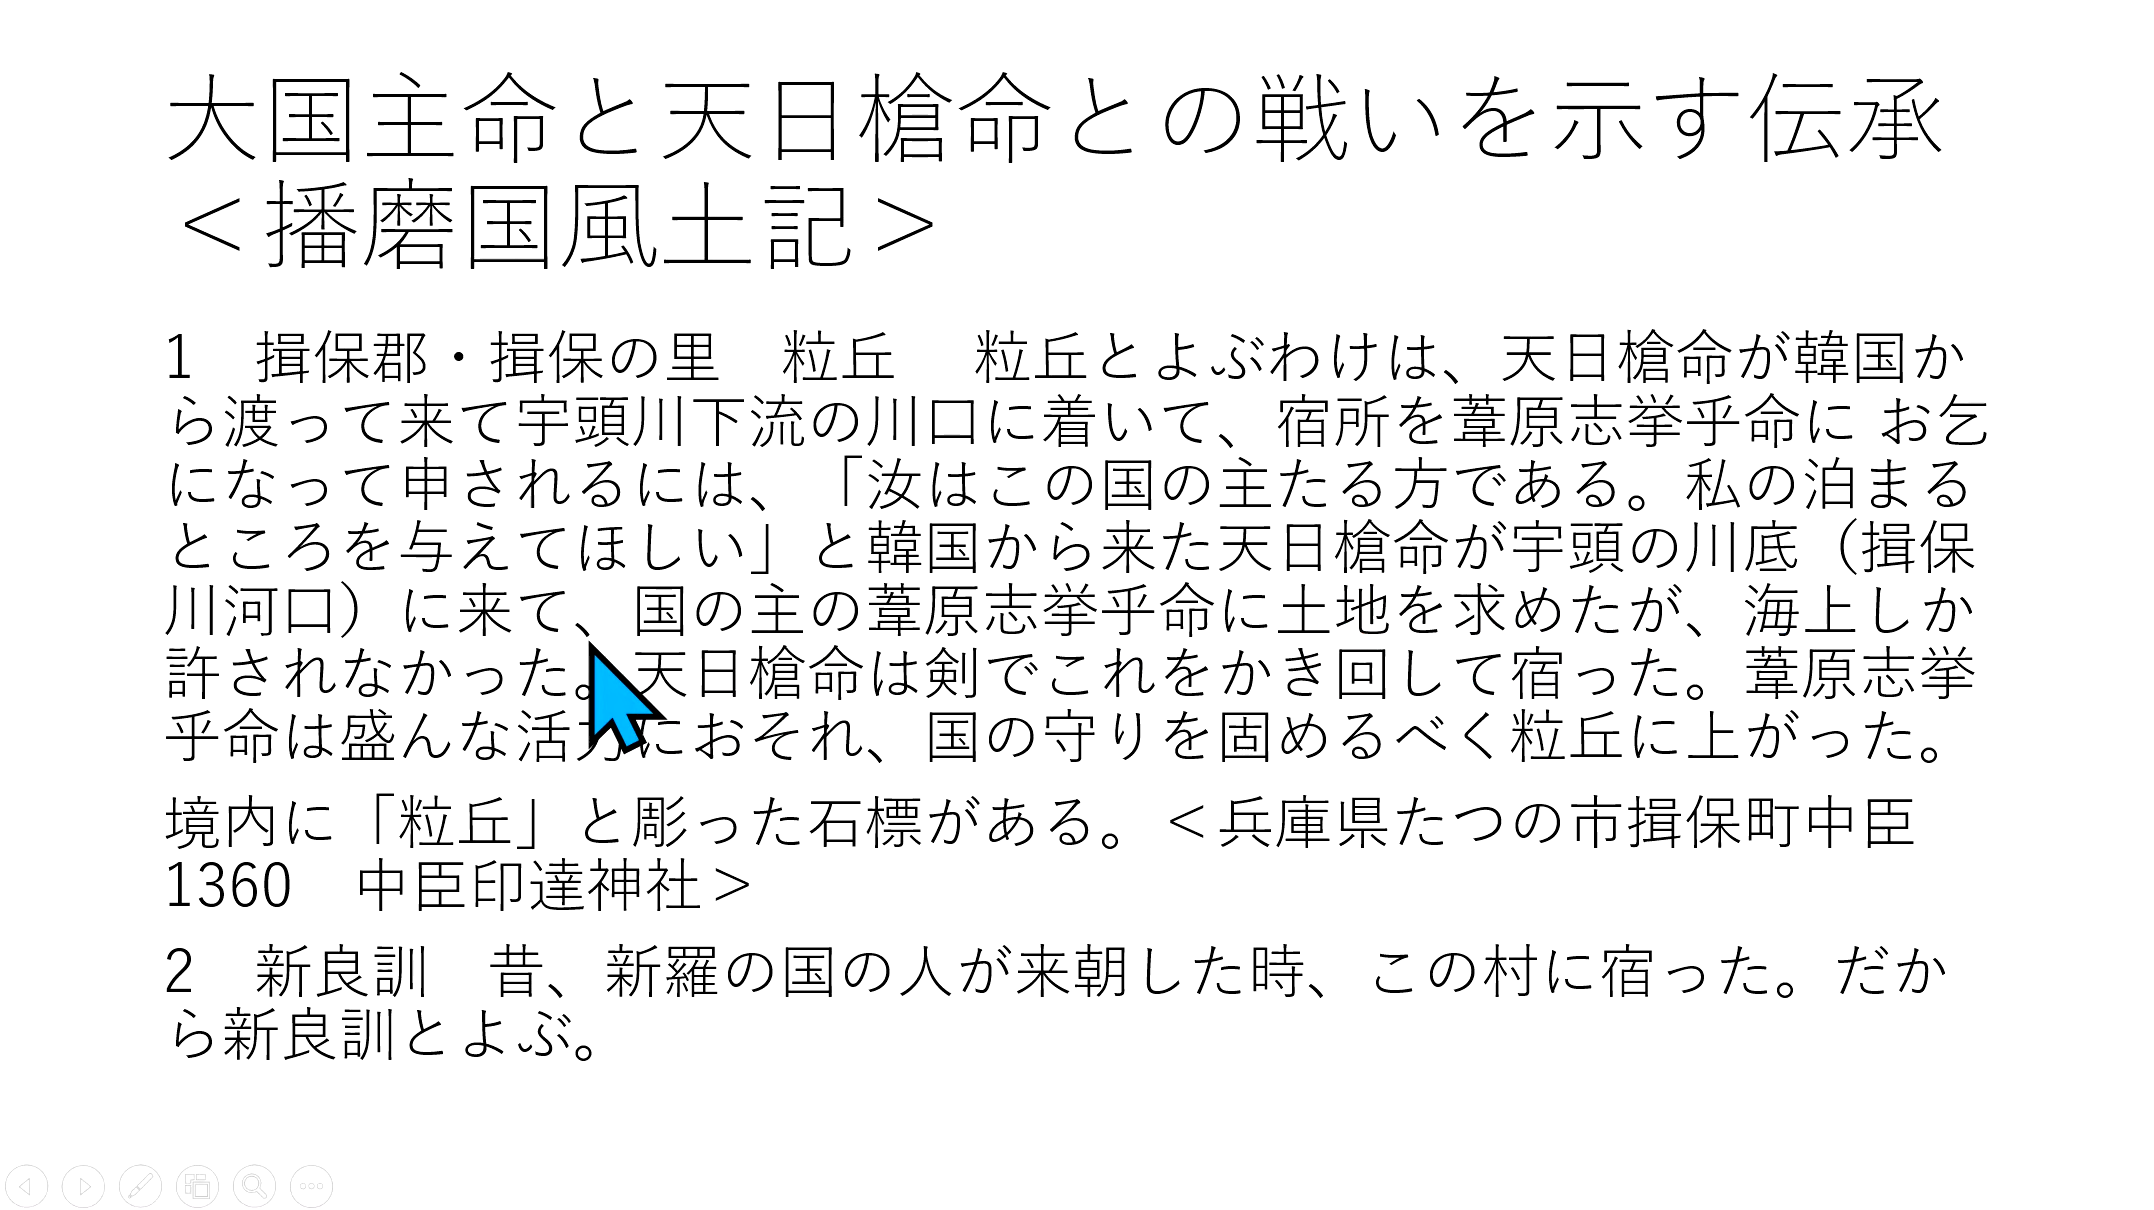 大国主命と天日槍命との戦いを示す伝承
＜播磨国風土記＞
1　揖保郡・揖保の里　粒丘　 粒丘とよぶわけは、天日槍命が韓国か
ら渡って来て宇頭川下流の川口に着いて、宿所を葦原志挙乎命に お乞
になって申されるには、「汝はこの国の主たる方である。私の泊まる
ところを与えてほしい」と韓国から来た天日槍命が宇頭の川底（揖保
川河口）に来て、国の主の葦原志挙乎命に土地を求めたが、海上しか
許されなかった。天日槍命は剣でこれをかき回して宿った。葦原志挙
乎命は盛んな活力におそれ、国の守りを固めるべく粒丘に上がった。
境内に「粒丘」と彫った石標がある。＜兵庫県たつの市揖保町中臣
1360　中臣印達神社＞
2　新良訓　昔、新羅の国の人が来朝した時、この村に宿った。だか
ら新良訓とよぶ。